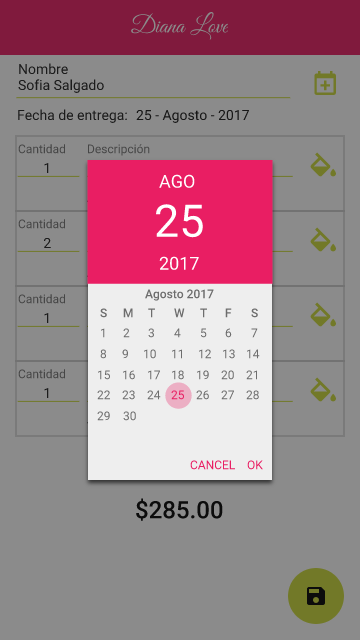 Diana Love
Nombre
Sofia Salgado
Fecha de entrega: 25 - Agosto - 2017
Cantidad Descripción
1
Cantidad
2
Cantidad
1
Cantidad
1
AGO
25
2017
Agosto 2017
S M T W T F S
1 2 3 4 5 6 7
8 9 10 11 12 13 14
15 16 17 18 19 20 21
22 23 24 25 26 27 28
29 30
CANCEL OK
$285.00